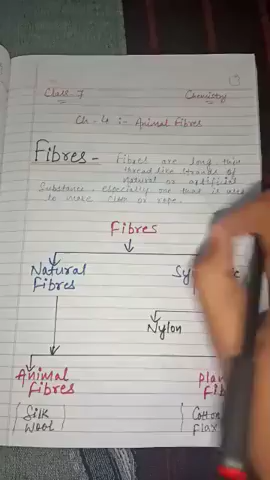 Class 7
Chemistry
Ch-4 :- Animal Fibres
Fibres - Fibres are long thin
thread like strands of
natural or artificial
substance, especially one that is used
to make cloth or rope.
Fibres
Natural
Fibres
Nylon
Animal
Fibres
Silk
Wool
Cotton
Flax